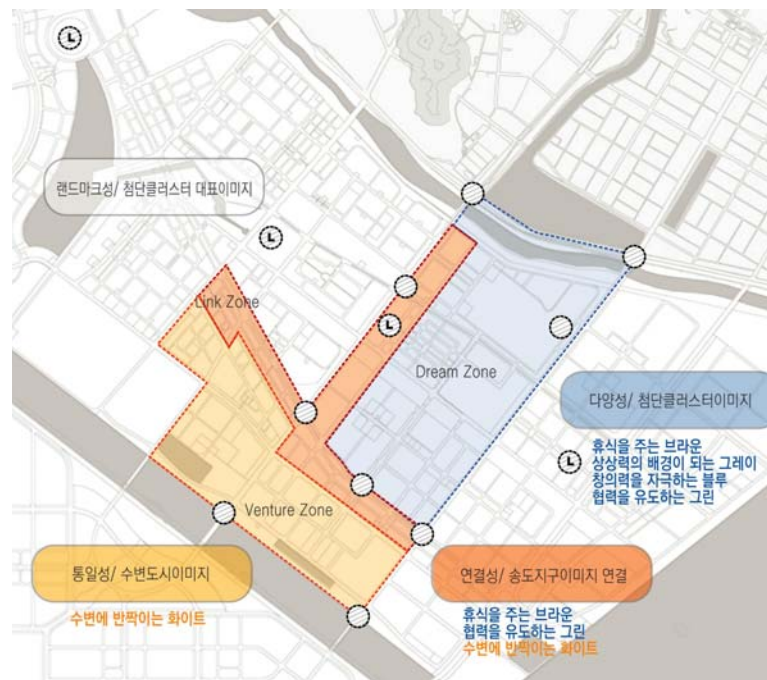 L
랜드마크성/ 첨단클러스터 대표이미지
L
Link Zone
L
Dream Zone
다양성/ 첨단클러스터이미지
휴식을 주는 브라운
상상력의 배경이 되는 그레이
창의력을 자극하는 블루
협력을 유도하는 그린
L
Venture Zone
통일성/ 수변도시이미지
수변에 반짝이는 화이트
연결성/ 송도지구이미지 연결
휴식을 주는 브라운
협력을 유도하는 그린
수변에 반짝이는 화이트